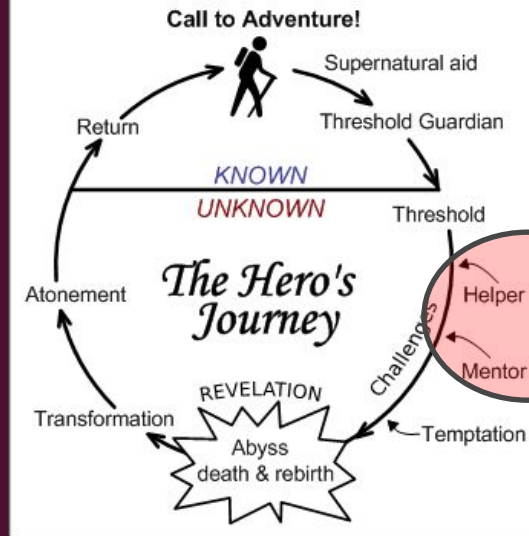 Call to Adventure!
Supernatural aid
Threshold Guardian
Return
KNOWN
UNKNOWN
Threshold
Helper
Mentor
Challenges
Temptation
Atonement
The Hero's
Journey
REVELATION
Abyss
death & rebirth
Transformation